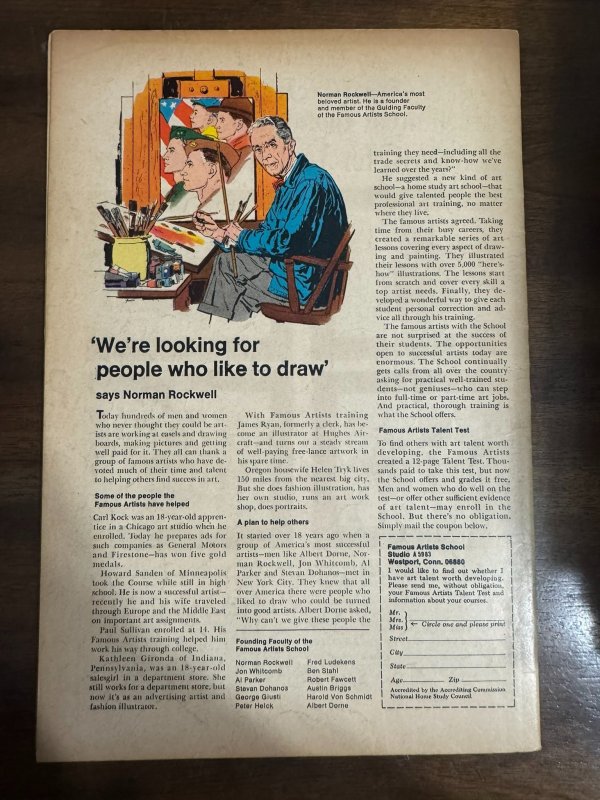 Norman Rockwell—America's most
beloved artist. He is a founder
and member of the Guiding Faculty
of the Famous Artists School.
'We're looking for
people who like to draw'
says Norman Rockwell
Today hundreds of men and women
who never thought they could be art-
ists are working at easels and drawing
boards, making pictures and getting
well paid for it. They all can thank a
group of famous artists who have de-
voted much of their time and talent
to helping others find success in art.
Some of the people the
Famous Artists have helped
Carl Kock was an 18-year-old appren-
tice in a Chicago art studio when he
enrolled. Today he prepares ads for
such companies as General Motors
and Firestone—has won five gold
medals.
Howard Sanden of Minneapolis
took the Course while still in high
school. He is now a successful artist—
recently he and his wife traveled
through Europe and the Middle East
on important art assignments.
Paul Sullivan enrolled at 14. His
Famous Artists training helped him
work his way through college.
Kathleen Gironda of Indiana,
Pennsylvania, was an 18-year-old
salesgirl in a department store. She
still works for a department store, but
now it's as an advertising artist and
fashion illustrator.
With Famous Artists training
James Ryan, formerly a clerk, has be-
come an illustrator at Hughes Air-
craft—and turns out a steady stream
of well-paying free-lance artwork in
his spare time.
Oregon housewife Helen Tryk lives
150 miles from the nearest big city.
But she does fashion illustration, has
her own studio, runs an art work
shop, does portraits.
A plan to help others
It started over 18 years ago when a
group of America's most successful
artists—men like Albert Dorne, Nor-
man Rockwell, Jon Whitcomb, Al
Parker and Stevan Dohanos—met in
New York City. They knew that all
over America there were people who
liked to draw who could be turned
into good artists. Albert Dorne asked,
"Why can't we give these people the
Founding Faculty of the
Famous Artists School
Norman Rockwell
Jon Whitcomb
Al Parker
Stevan Dohanos
George Giusti
Peter Helck
Fred Ludekens
Ben Stahl
Robert Fawcett
Austin Briggs
Harold Von Schmidt
Albert Dorne
training they need—including all the
trade secrets and know-how we've
learned over the years?"
He suggested a new kind of art
school—a home study art school—that
would give talented people the best
professional art training, no matter
where they live.
The famous artists agreed. Taking
time from their busy careers, they
created a remarkable series of art
lessons covering every aspect of draw-
ing and painting. They illustrated
their lessons with over 5,000 "here's-
how" illustrations. The lessons start
from scratch and cover every skill a
top artist needs. Finally, they de-
veloped a wonderful way to give each
student personal correction and ad-
vice all through his training.
The famous artists with the School
are not surprised at the success of
their students. The opportunities
open to successful artists today are
enormous. The School continually
gets calls from all over the country
asking for practical well-trained stu-
dents—not geniuses—who can step
into full-time or part-time art jobs.
And practical, thorough training is
what the School offers.
Famous Artists Talent Test
To find others with art talent worth
developing, the Famous Artists
created a 12-page Talent Test. Thou-
sands paid to take this test, but now
the School offers and grades it free.
Men and women who do well on the
test—or offer other sufficient evidence
of art talent—may enroll in the
School. But there's no obligation.
Simply mail the coupon below.
Famous Artists School
Studio A5983
Westport, Conn. 06880
I would like to find out whether I
have art talent worth developing.
Please send me, without obligation,
your Famous Artists Talent Test and
information about your courses.
Mr.
Mrs.
Miss ← Circle one and please print
Street
City
State
Age Zip
Accredited by the Accrediting Commission
National Home Study Council